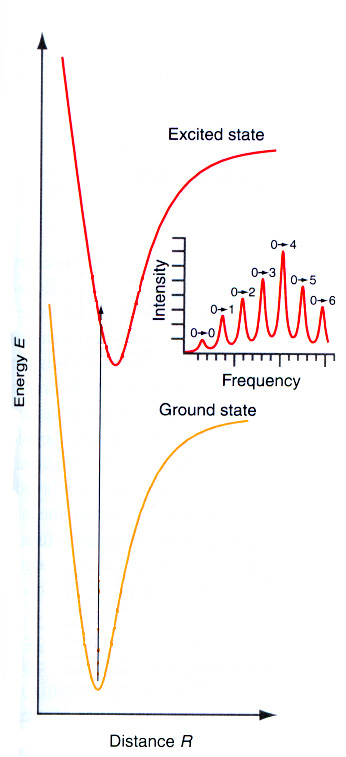 Excited state
0→4
0→3
0→5
0→2
0→6
0→1
0→0
Intensity
Frequency
Ground state
Energy E
Distance R